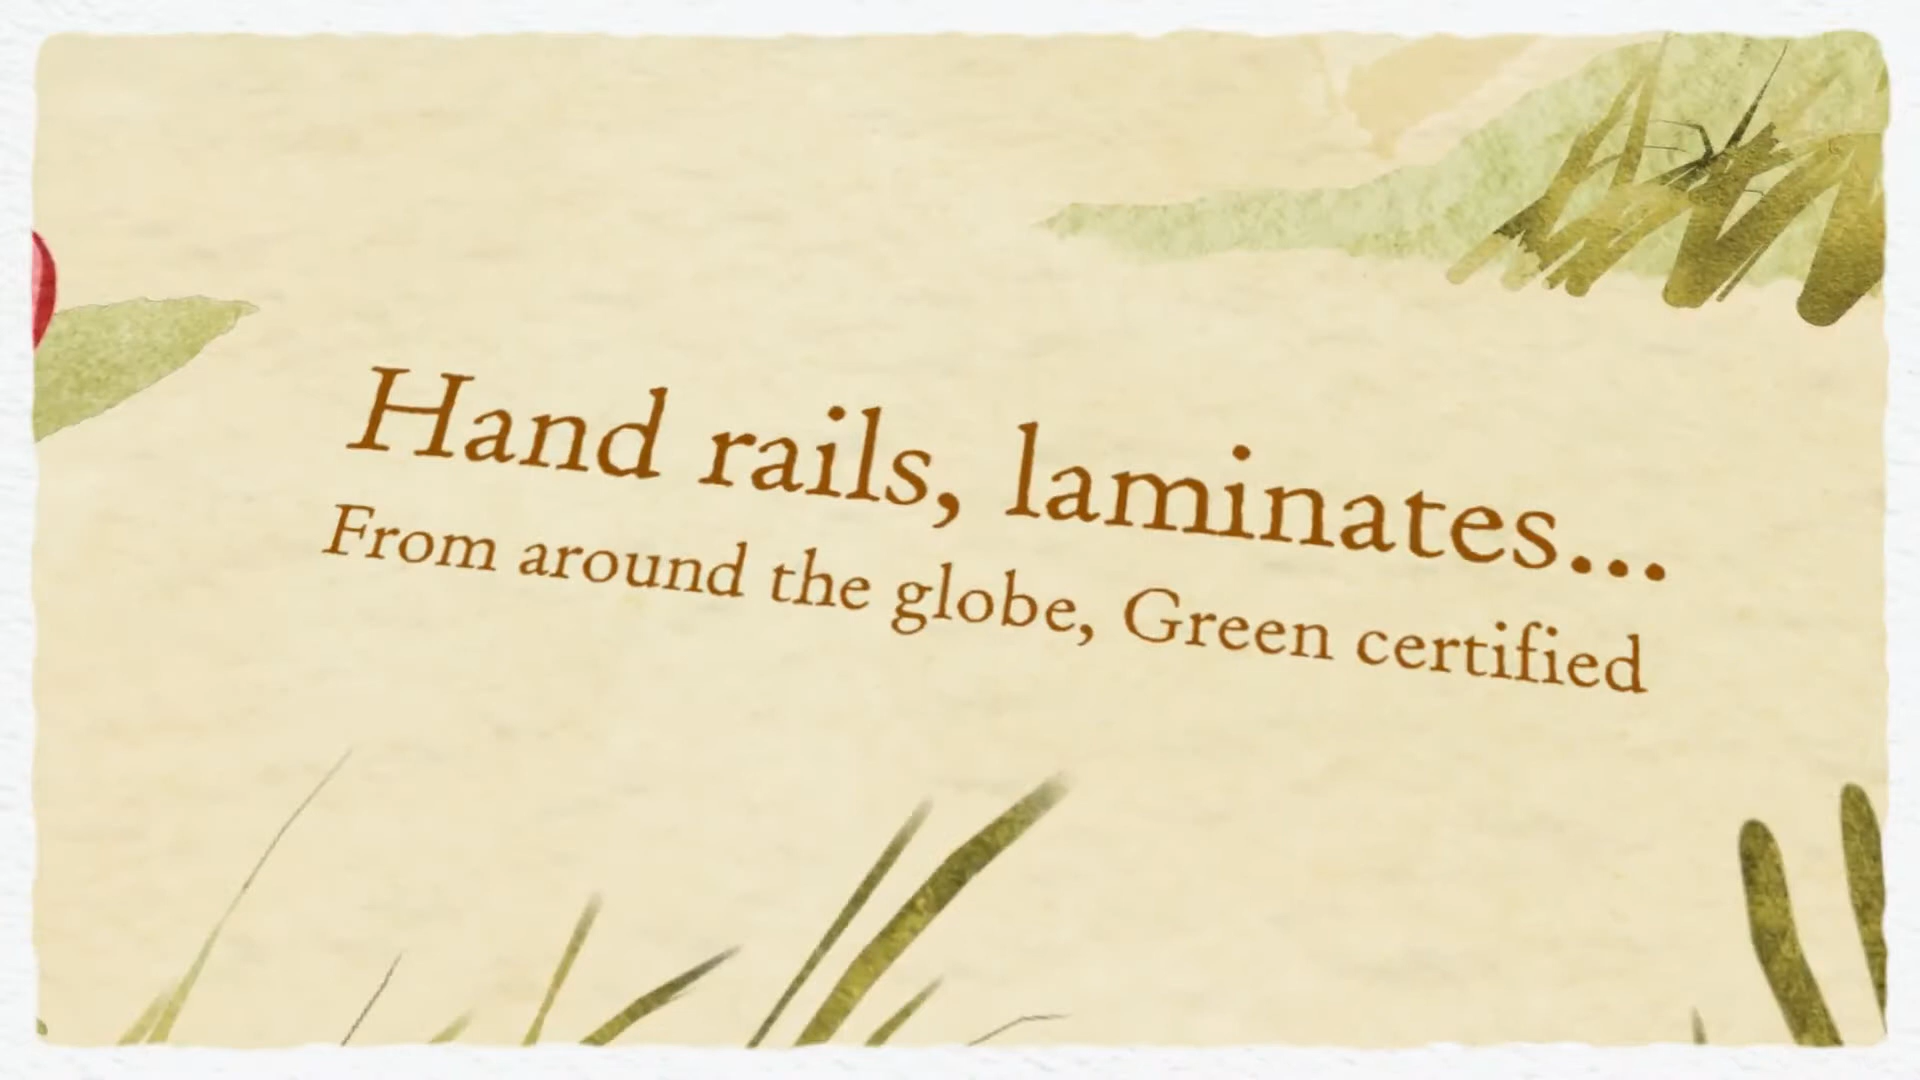 Hand rails, laminates...
From around the globe, Green certified